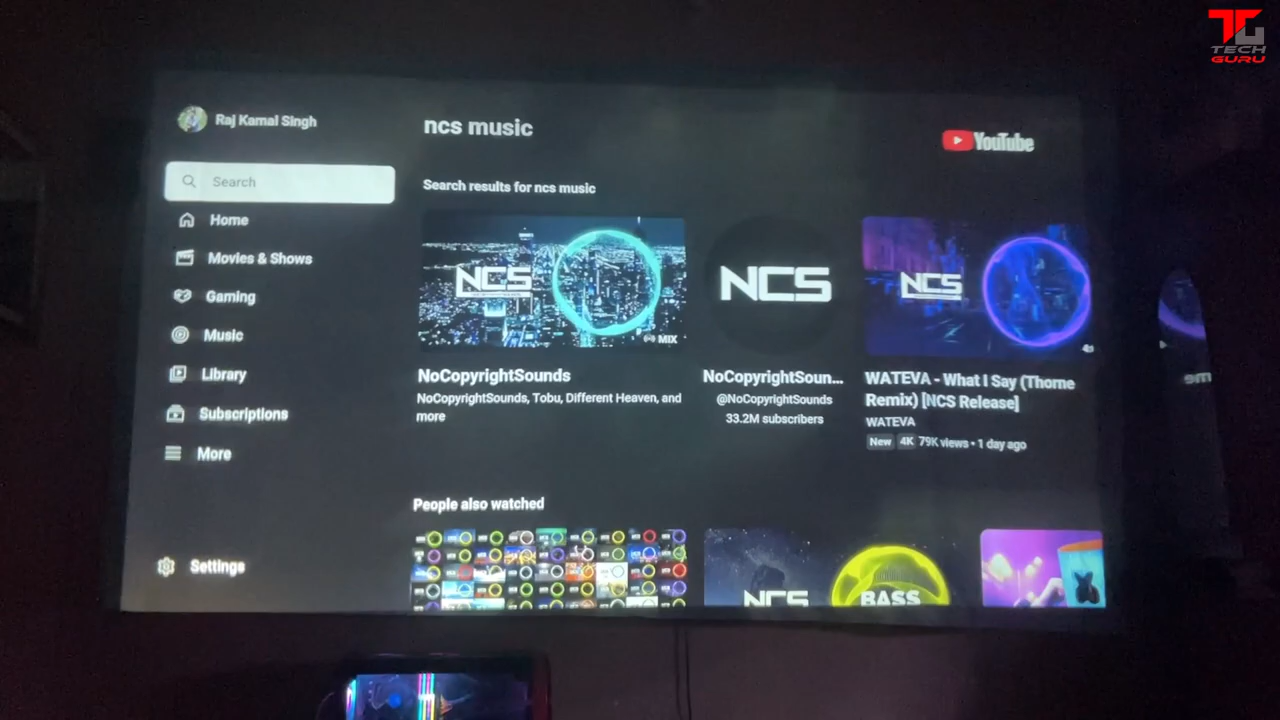 TECH
GURU
Raj Kamal Singh
ncs music
YouTube
Search
Search results for ncs music
Home
Movies & Shows
Gaming
Music
Library
Subscriptions
More
Settings
NCS
MIX
NoCopyrightSounds
NoCopyrightSounds, Tobu, Different Heaven, and
more
NCS
NoCopyrightSoun...
@NoCopyrightSounds
33.2M subscribers
NCS
WATEVA - What I Say (Thorne
Remix) [NCS Release]
WATEVA
New 4K 79K views • 1 day ago
People also watched
NCS
BASS